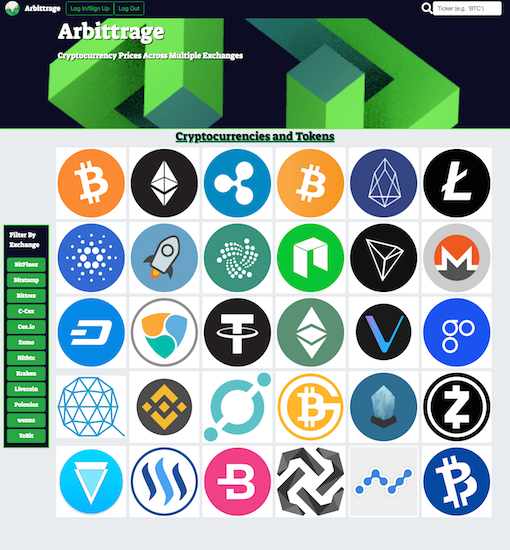 Arbittrage
Log In/Sign Up
Log Out
Ticker (e.g. 'BTC')
Arbittrage
Cryptocurrency Prices Across Multiple Exchanges
Cryptocurrencies and Tokens
Filter By
Exchange
BitFinex
Bitstamp
Bittrex
C-Cex
Cex.io
Exmo
Kraken
Livecoin
Poloniex
wexnz
Yobit